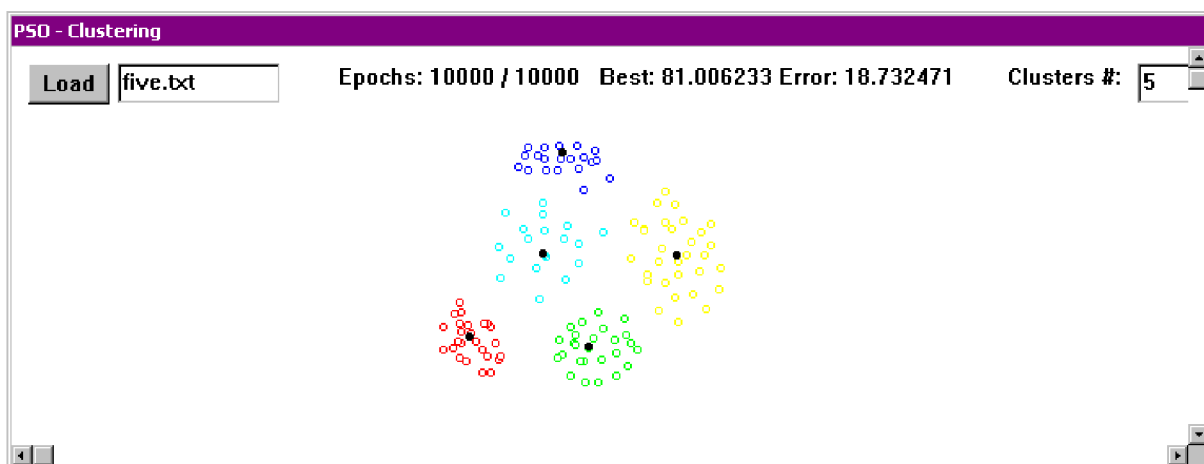 PSO - Clustering
Load five.txt Epochs: 10000 / 10000 Best: 81.006233 Error: 18.732471 Clusters #: 5